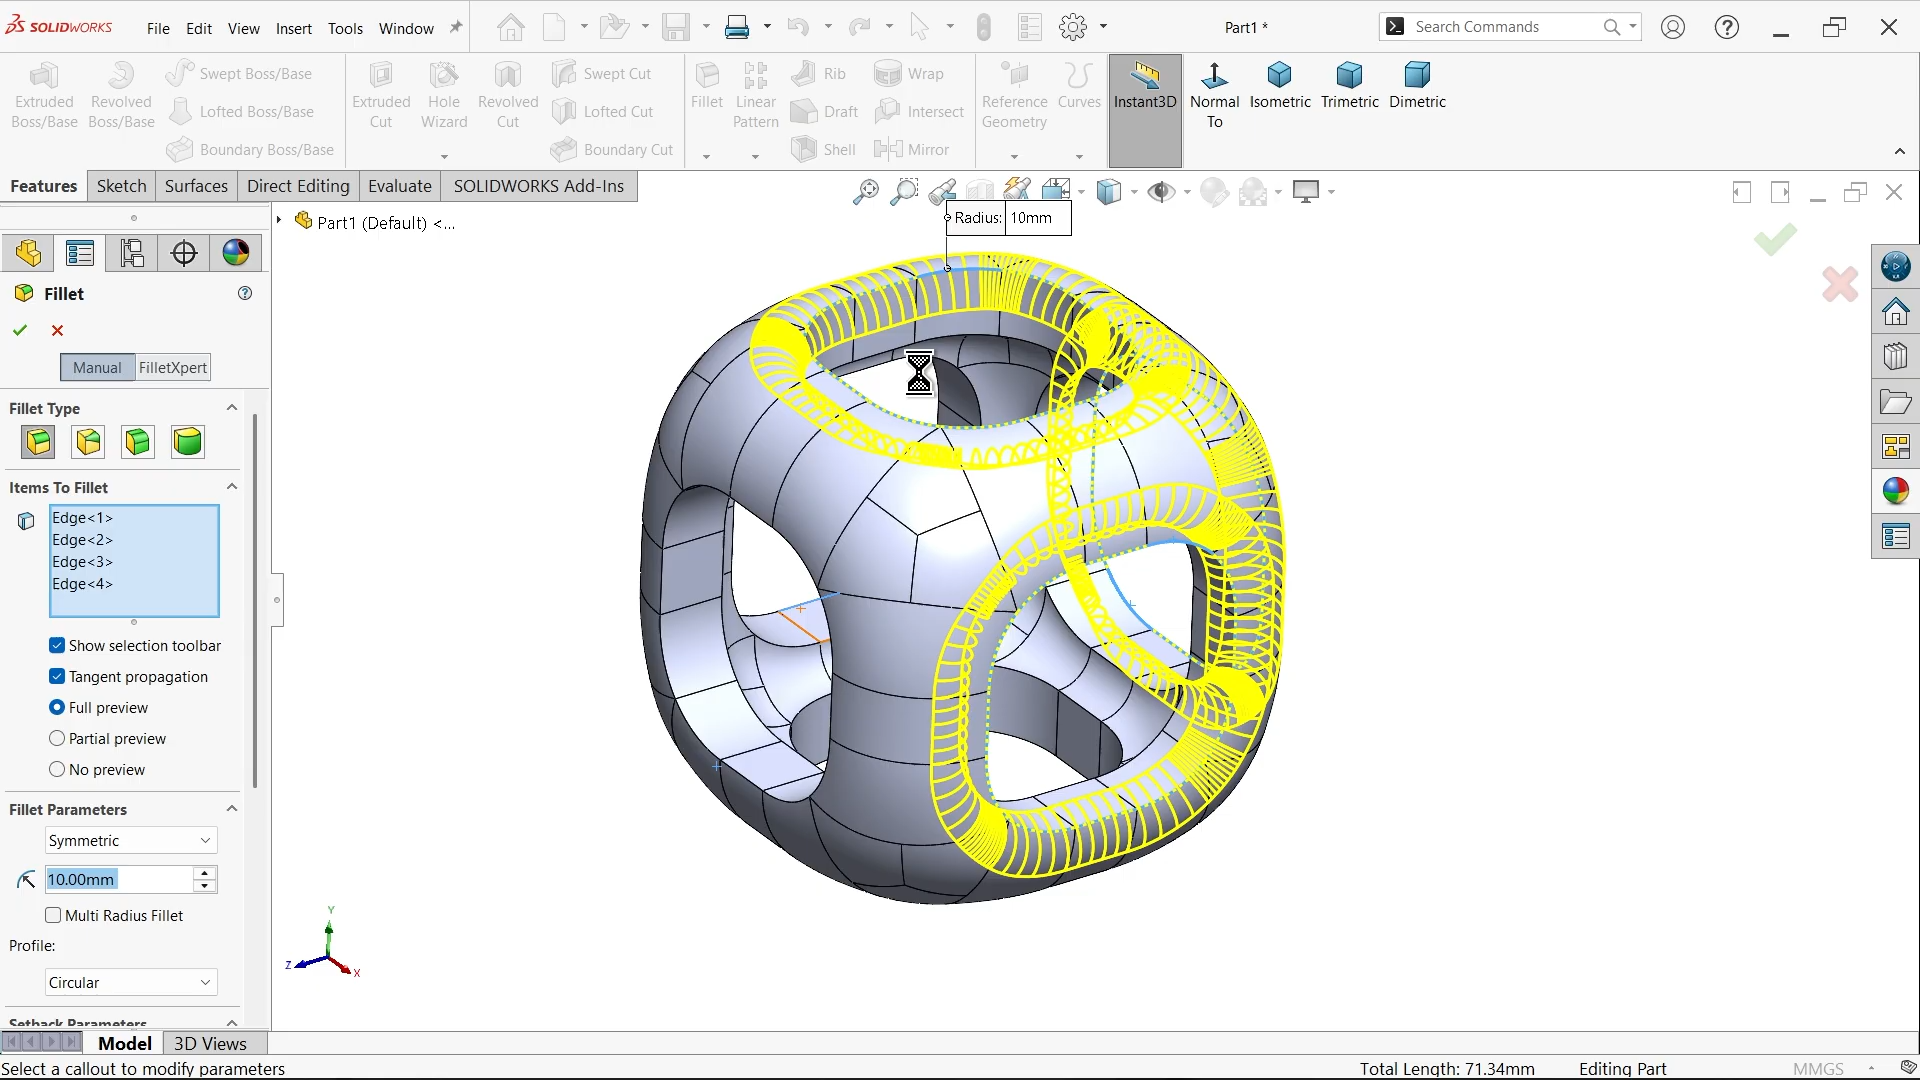 SOLIDWORKS
File Edit View Insert Tools Window
Part1 *
Search Commands
Extruded Boss/Base
Revolved Boss/Base
Swept Boss/Base
Lofted Boss/Base
Boundary Boss/Base
Extruded Cut
Hole Wizard
Revolved Cut
Swept Cut
Lofted Cut
Boundary Cut
Fillet
Linear Pattern
Rib
Draft
Shell
Wrap
Intersect
Mirror
Reference Geometry
Curves
Instant3D
Normal To
Isometric
Trimetric
Dimetric
Features Sketch Surfaces Direct Editing Evaluate SOLIDWORKS Add-Ins
Part1 (Default) <...
Radius: 10mm
Fillet
Manual FilletXpert
Fillet Type
Items To Fillet
Edge<1>
Edge<2>
Edge<3>
Edge<4>
Show selection toolbar
Tangent propagation
Full preview
Partial preview
No preview
Fillet Parameters
Symmetric
10.00mm
Multi Radius Fillet
Profile:
Circular
Setback Parameters
Y
Z
X
Model 3D Views
Select a callout to modify parameters
Total Length: 71.34mm
Editing Part
MMGS